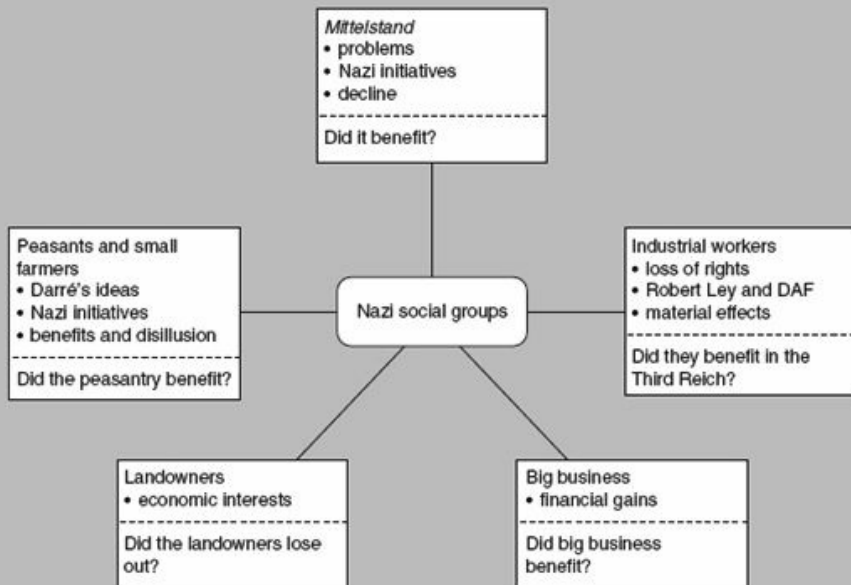 Mittelstand
• problems
• Nazi initiatives
• decline
Did it benefit?
Peasants and small
farmers
• Darré's ideas
• Nazi initiatives
• benefits and disillusion
Did the peasantry benefit?
Nazi social groups
Industrial workers
• loss of rights
• Robert Ley and DAF
• material effects
Did they benefit in the
Third Reich?
Landowners
• economic interests
Did the landowners lose
out?
Big business
• financial gains
Did big business
benefit?